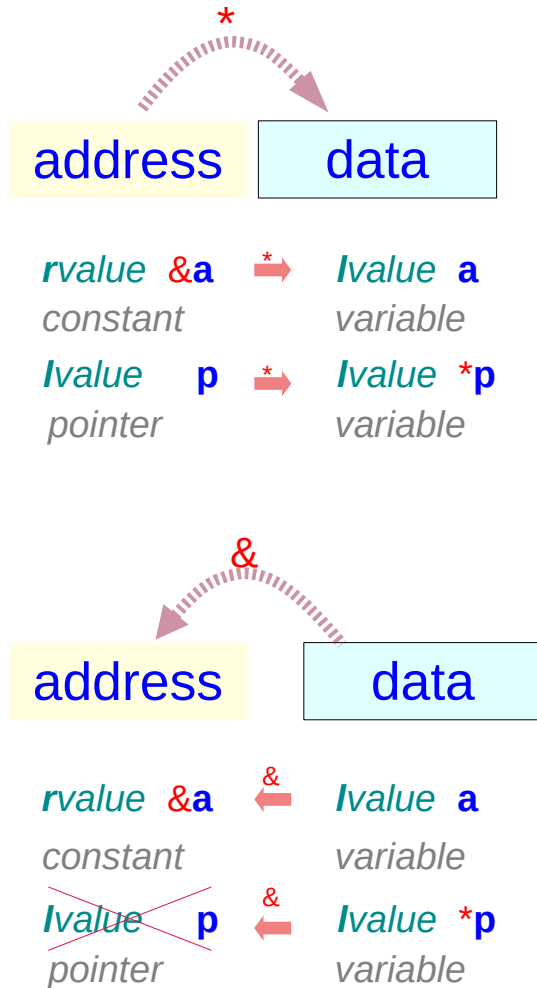 *
address data
rvalue &a * lvalue a
constant variable
lvalue p * lvalue *p
pointer variable
&
address data
rvalue &a & lvalue a
constant variable
lvalue p & lvalue *p
pointer variable